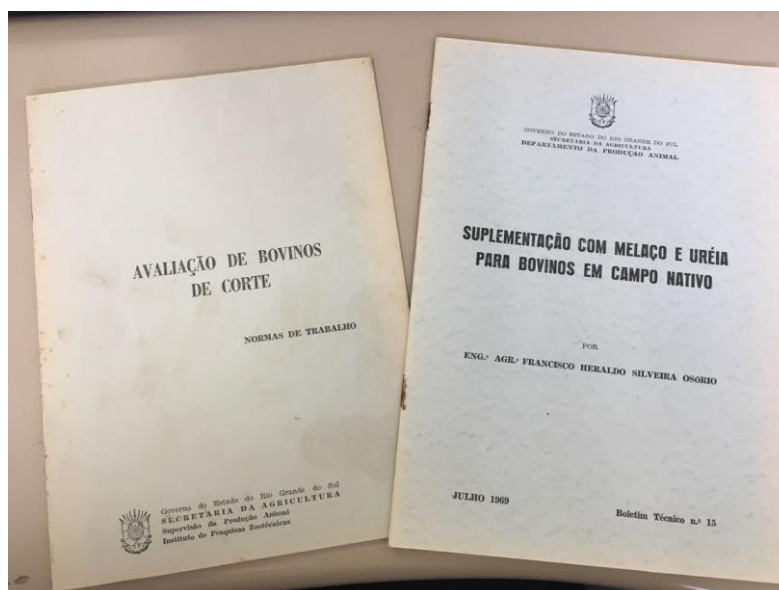 AVALIAÇÃO DE BOVINOS
DE CORTE
NORMAS DE TRABALHO
Governo do Estado do Rio Grande do Sul
SECRETARIA DA AGRICULTURA
Supervisão da Produção Animal
Instituto de Pesquisas Zootécnicas
GOVERNO DO ESTADO DO RIO GRANDE DO SUL
SECRETARIA DA AGRICULTURA
DEPARTAMENTO DA PRODUÇÃO ANIMAL
SUPLEMENTAÇÃO COM MELAÇO E URÉIA
PARA BOVINOS EM CAMPO NATIVO
POR
ENG.º AGR.º FRANCISCO HERALDO SILVEIRA OSÓRIO
JULHO 1969
Boletim Técnico n.º 15